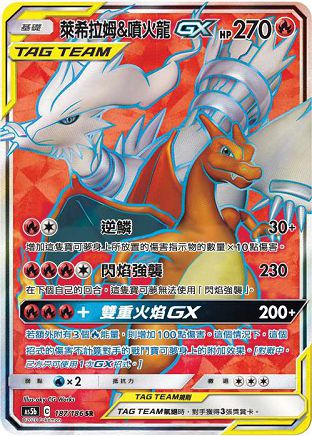 基礎
萊希拉姆&噴火龍GX HP270
TAG TEAM
逆鱗 30+
增加這隻寶可夢身上所放置的傷害指示物的數量×10點傷害。
閃焰強襲 230
在下個自己的回合,這隻寶可夢無法使用「閃焰強襲」。
+ 雙重火焰GX 200+
若額外附有3個 能量,則增加100點傷害。這個情況下,這個
招式的傷害不計算對手的戰鬥寶可夢身上的附加效果。
TAG TEAM規則
弱點 ×2 抵抗力 撤退
TAG TEAM氣絕時,對手獲得3張獎賞卡。
187/186 SR